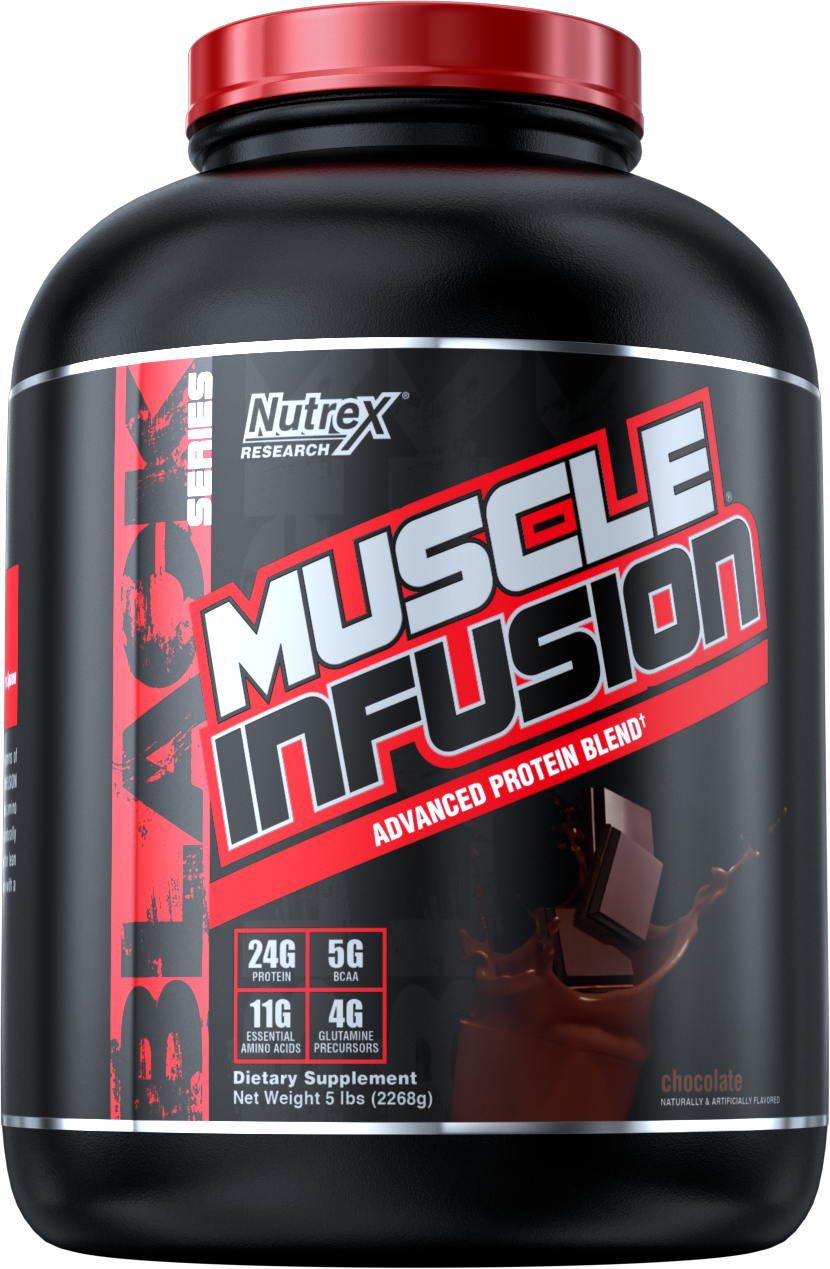 BLACK
SERIES
Nutrex®
RESEARCH
MUSCLE
INFUSION®
ADVANCED PROTEIN BLEND†
24G
PROTEIN
5G
BCAA
11G
ESSENTIAL
AMINO ACIDS
4G
GLUTAMINE
PRECURSORS
Dietary Supplement
Net Weight 5 lbs (2268g)
chocolate
NATURALLY & ARTIFICIALLY FLAVORED